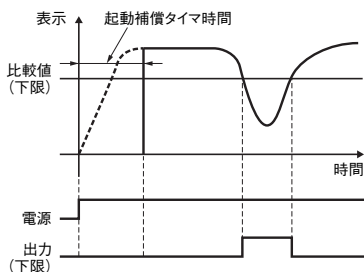 表示
起動補償タイマ時間
比較値
（下限）
時間
電源
出力
（下限）